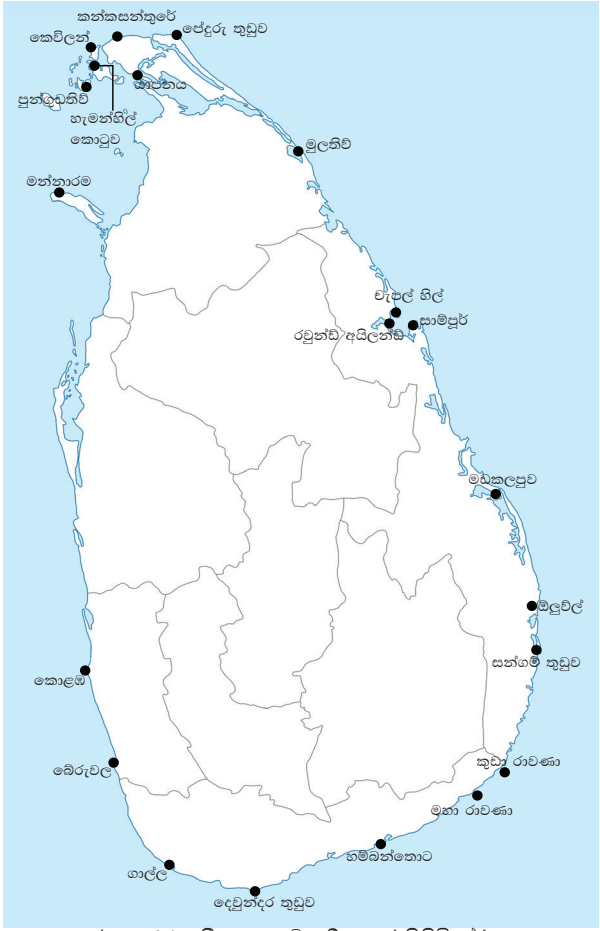 කන්කසන්තුරේ
පේදුරු තුඩුව
කෙවිලන්
යාපනය
පුන්ගුඩතිව්
හැමන්හිල්
කොටුව
මුලතිව්
මන්නාරම
චැපල් හිල්
සාම්පූර්
රවුන්ඩ් අයිලන්ඩ්
මඩකලපුව
ඕලුවිල්
සන්ගම් තුඩුව
කොළඹ
කුඩා රාවණා
බේරුවල
මහා රාවණා
හම්බන්තොට
ගාල්ල
දෙවුන්දර තුඩුව